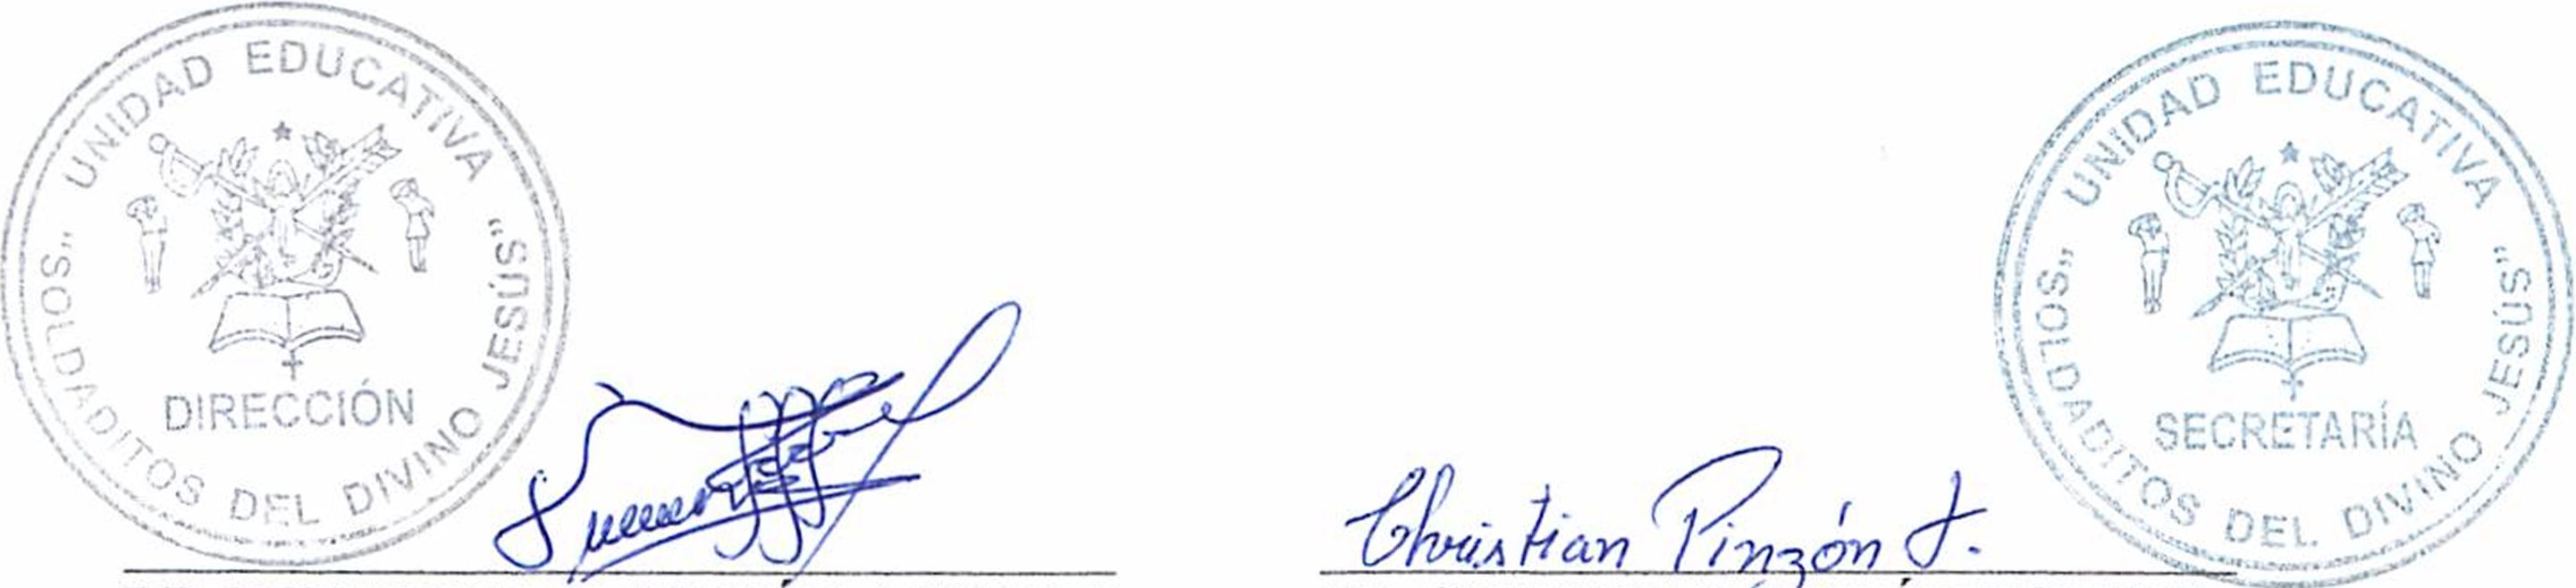 UNIDAD EDUCATIVA
"SOLDADITOS DEL DIVINO JESÚS"
DIRECCIÓN
Christian Pinzón J.
UNIDAD EDUCATIVA
"SOLDADITOS DEL DIVINO JESÚS"
SECRETARÍA